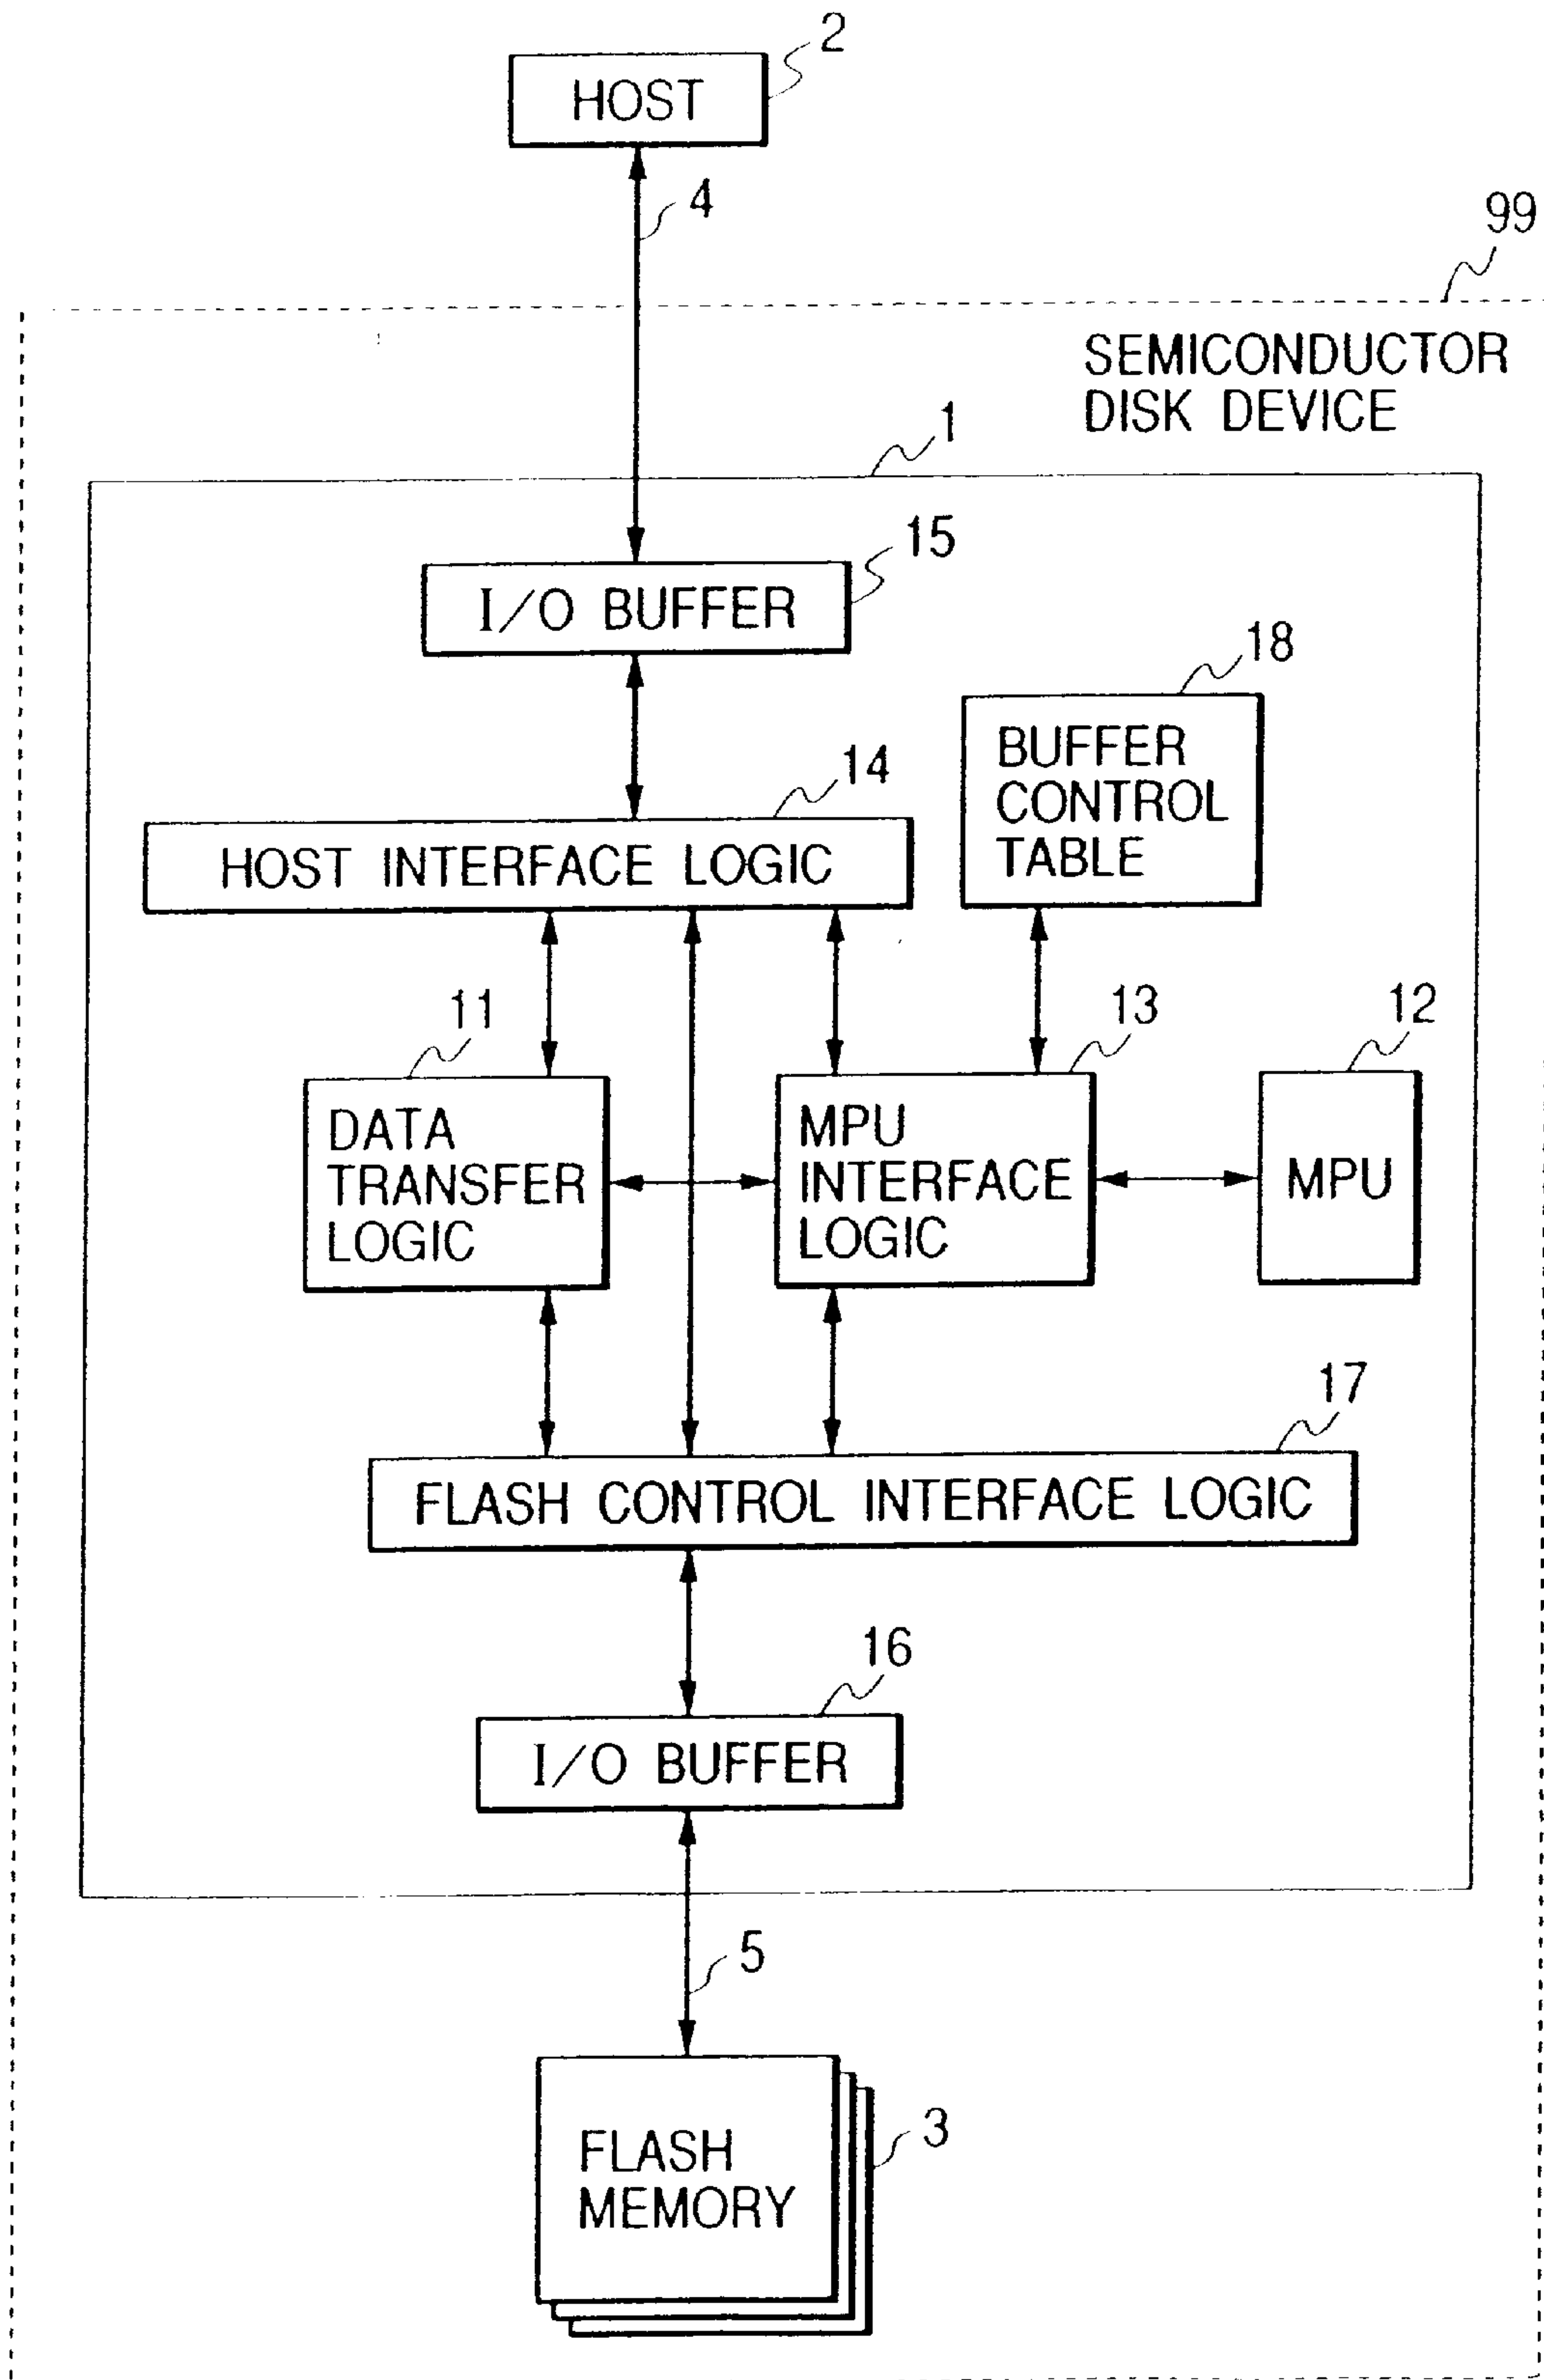 2
HOST
4
99
SEMICONDUCTOR
DISK DEVICE
1
15
I/O BUFFER
18
BUFFER
CONTROL
TABLE
14
HOST INTERFACE LOGIC
11
13
12
DATA
TRANSFER
LOGIC
MPU
INTERFACE
LOGIC
MPU
17
FLASH CONTROL INTERFACE LOGIC
16
I/O BUFFER
5
3
FLASH
MEMORY